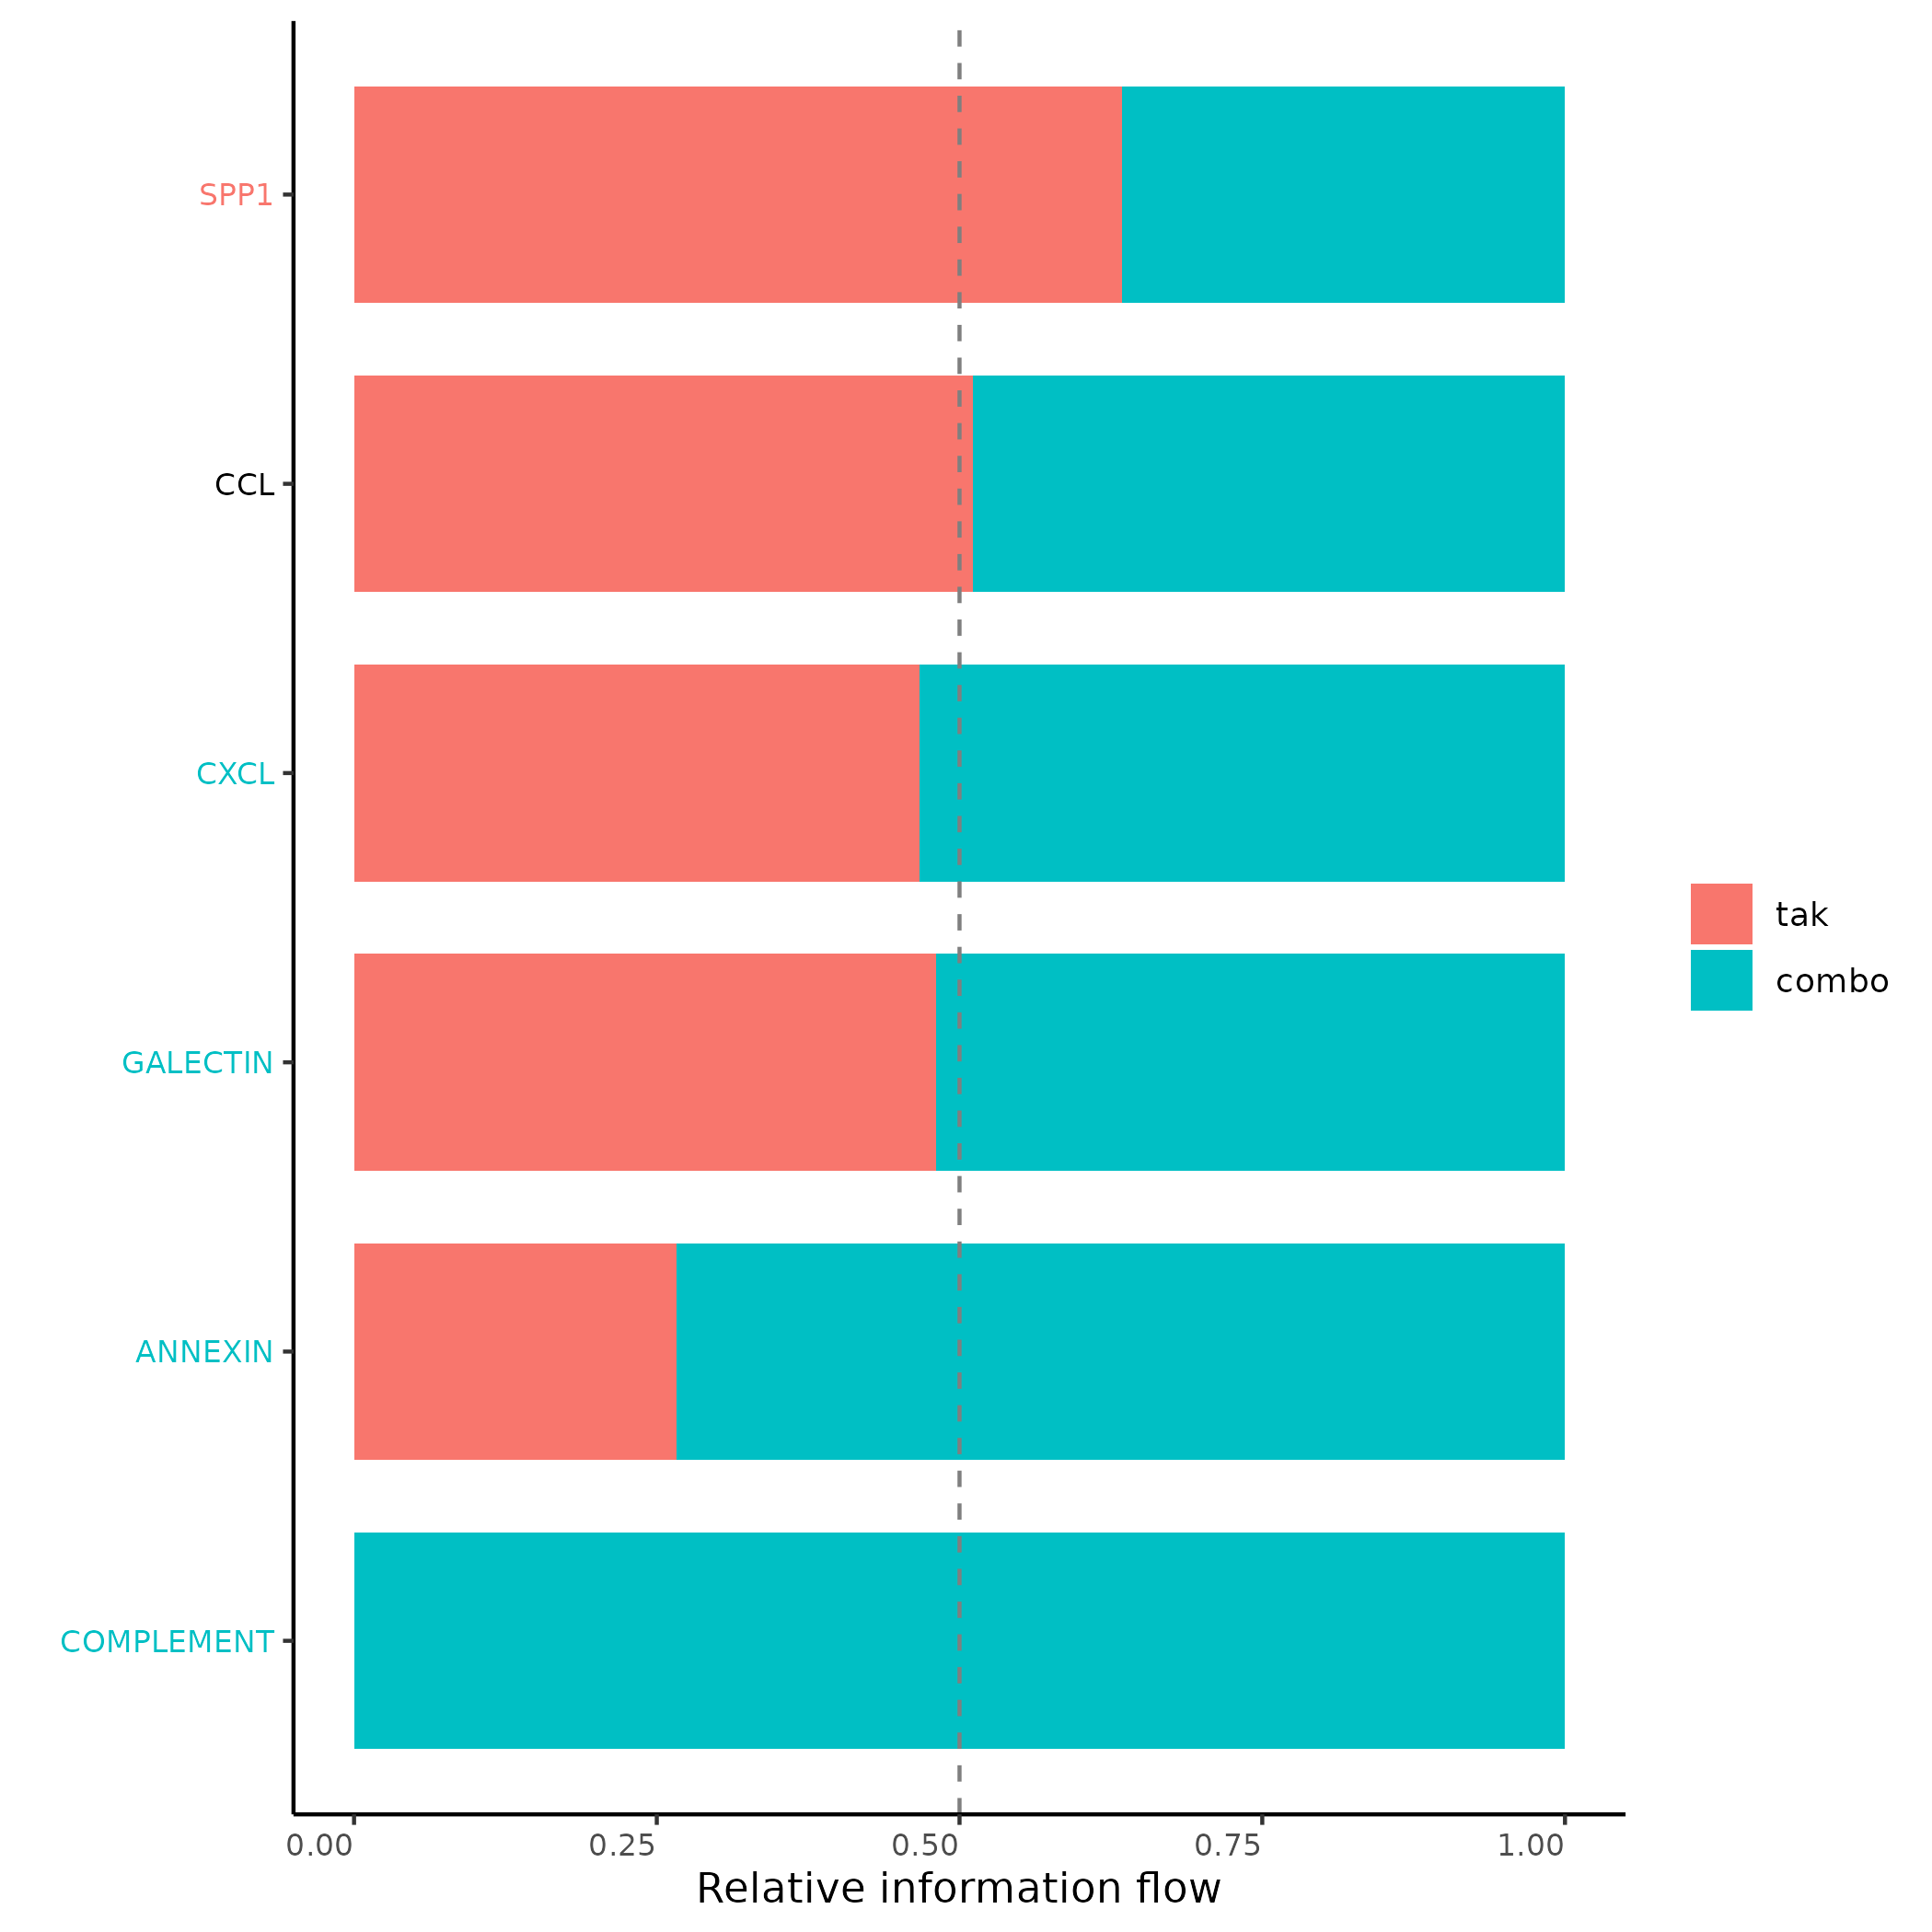 SPP1
CCL
CXCL
GALECTIN
ANNEXIN
COMPLEMENT
0.00 0.25 0.50 0.75 1.00
Relative information flow
tak
combo